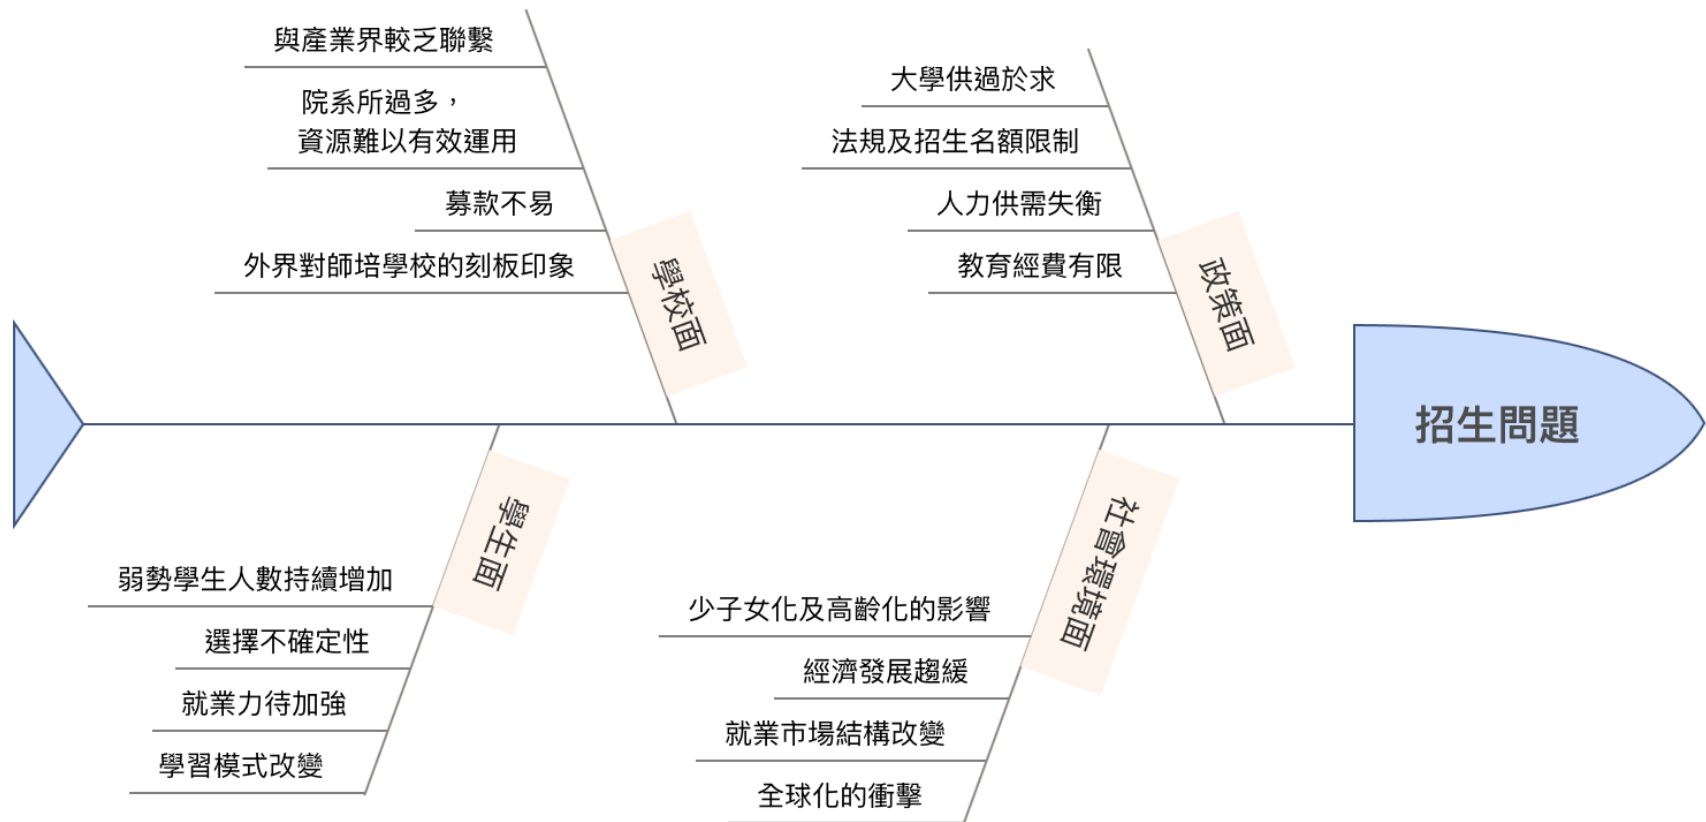 與產業界較乏聯繫
院系所過多，
資源難以有效運用
募款不易
外界對師培學校的刻板印象
學校面
大學供過於求
法規及招生名額限制
人力供需失衡
教育經費有限
政策面
招生問題
學生面
弱勢學生人數持續增加
選擇不確定性
就業力待加強
學習模式改變
社會環境面
少子女化及高齡化的影響
經濟發展趨緩
就業市場結構改變
全球化的衝擊